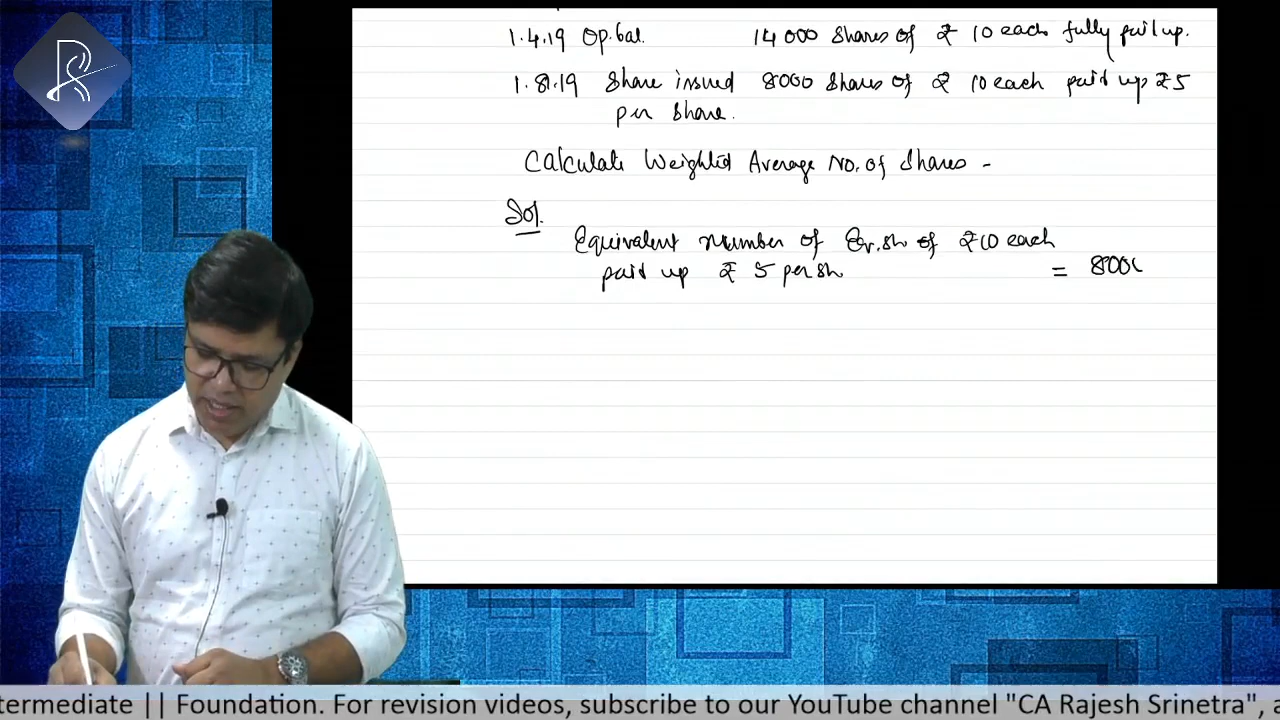 1.4.19 Op.bal. 14000 Shares of ₹ 10 each fully paid up.
1.8.19 Share issued 8000 Shares of ₹ 10 each paid up ₹5
per Share.
Calculate Weighted Average No. of Shares -
Sol.
Equivalent number of Eq.sh of ₹10 each
paid up ₹ 5 per sh = 8000
termediate || Foundation. For revision videos, subscribe to our YouTube channel "CA Rajesh Srinetra", a